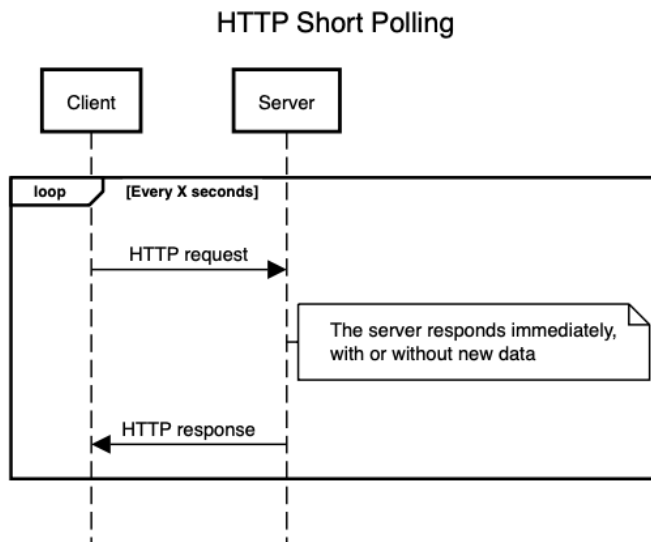 HTTP Short Polling
Client
Server
loop
[Every X seconds]
HTTP request
The server responds immediately,
with or without new data
HTTP response